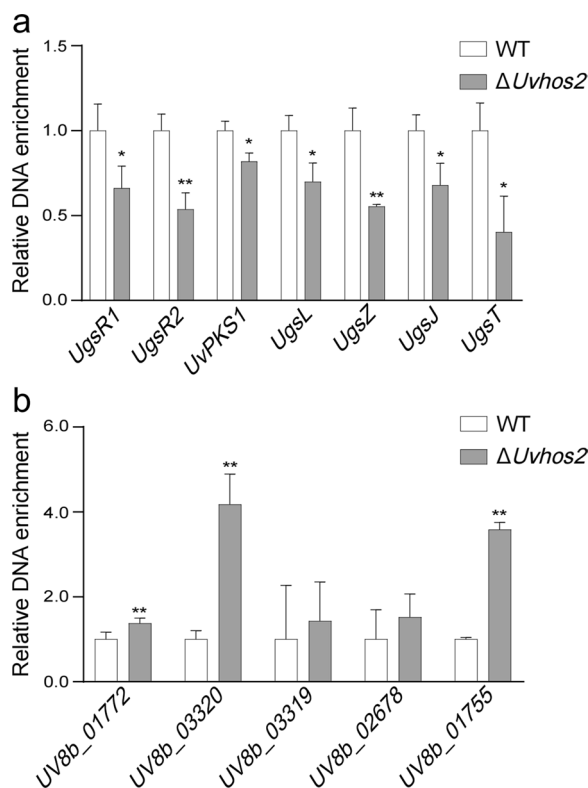 a
Relative DNA enrichment
1.5
1.0
0.5
0.0
WT
ΔUvhos2
* ** * * ** * *
UgsR1 UgsR2 UvPKS1 UgsL UgsZ UgsJ UgsT
b
Relative DNA enrichment
6.0
4.0
2.0
0.0
WT
ΔUvhos2
** ** **
UV8b_01772 UV8b_03320 UV8b_03319 UV8b_02678 UV8b_01755